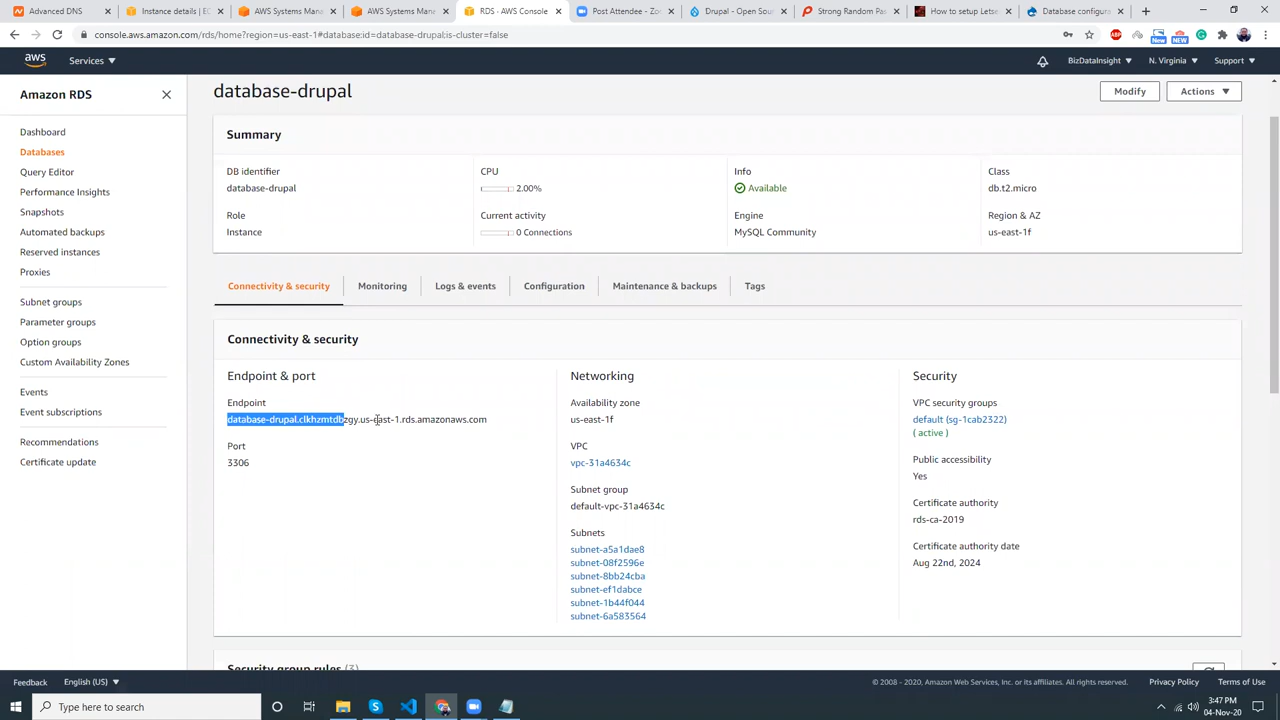 Advanced DNS
Instance details | EC
AWS Systems Mana
AWS Systems Mana
RDS · AWS Console
Post Attendee - Zoo
Drupal - Open Sou
Strong Random Pas
How to setup Letse
Database configura
console.aws.amazon.com/rds/home?region=us-east-1#database:id=database-drupal;is-cluster=false
ABP
New
NEW
aws
Services
BizDataInsight
N. Virginia
Support
Amazon RDS
Dashboard
Databases
Query Editor
Performance Insights
Snapshots
Automated backups
Reserved instances
Proxies
Subnet groups
Parameter groups
Option groups
Custom Availability Zones
Events
Event subscriptions
Recommendations
Certificate update
database-drupal
Modify
Actions
Summary
DB identifier
database-drupal
CPU
2.00%
Info
Available
Class
db.t2.micro
Role
Instance
Current activity
0 Connections
Engine
MySQL Community
Region & AZ
us-east-1f
Connectivity & security
Monitoring
Logs & events
Configuration
Maintenance & backups
Tags
Connectivity & security
Endpoint & port
Endpoint
database-drupal.clkhzmtdbzgy.us-east-1.rds.amazonaws.com
Port
3306
Networking
Availability zone
us-east-1f
VPC
vpc-31a4634c
Subnet group
default-vpc-31a4634c
Subnets
subnet-a5a1dae8
subnet-08f2596e
subnet-8bb24cba
subnet-ef1dabce
subnet-1b44f044
subnet-6a583564
Security
VPC security groups
default (sg-1cab2322)
( active )
Public accessibility
Yes
Certificate authority
rds-ca-2019
Certificate authority date
Aug 22nd, 2024
Security group rules (3)
Feedback
English (US)
© 2008 - 2020, Amazon Web Services, Inc. or its affiliates. All rights reserved.
Privacy Policy
Terms of Use
Type here to search
3:47 PM
04-Nov-20